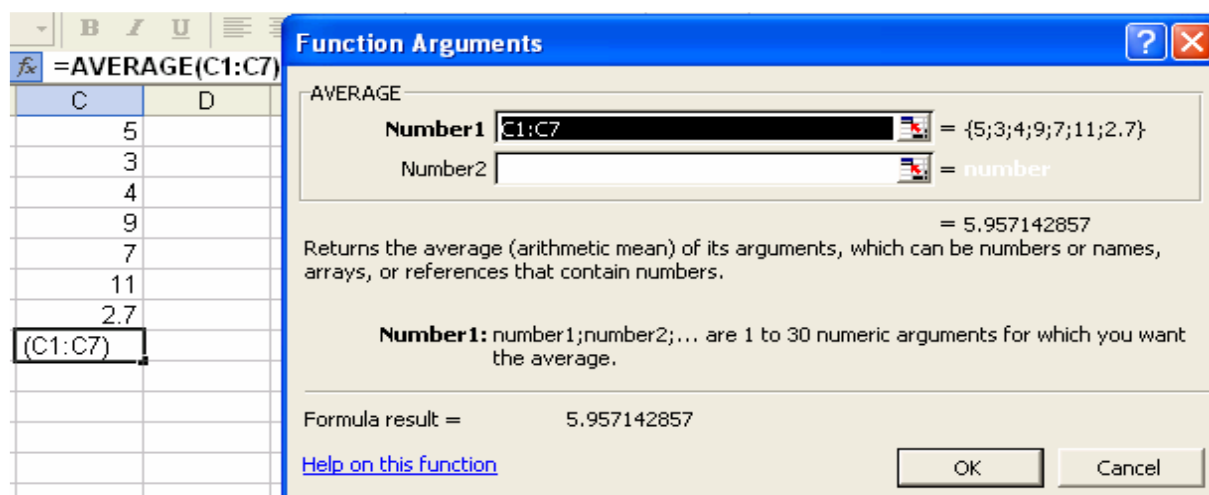 B I U
Function Arguments
fx =AVERAGE(C1:C7)
C D
5
3
4
9
7
11
2.7
(C1:C7)
AVERAGE
Number1 C1:C7 = {5;3;4;9;7;11;2.7}
Number2 = number
= 5.957142857
Returns the average (arithmetic mean) of its arguments, which can be numbers or names,
arrays, or references that contain numbers.
Number1: number1;number2;... are 1 to 30 numeric arguments for which you want
the average.
Formula result = 5.957142857
Help on this function
OK Cancel